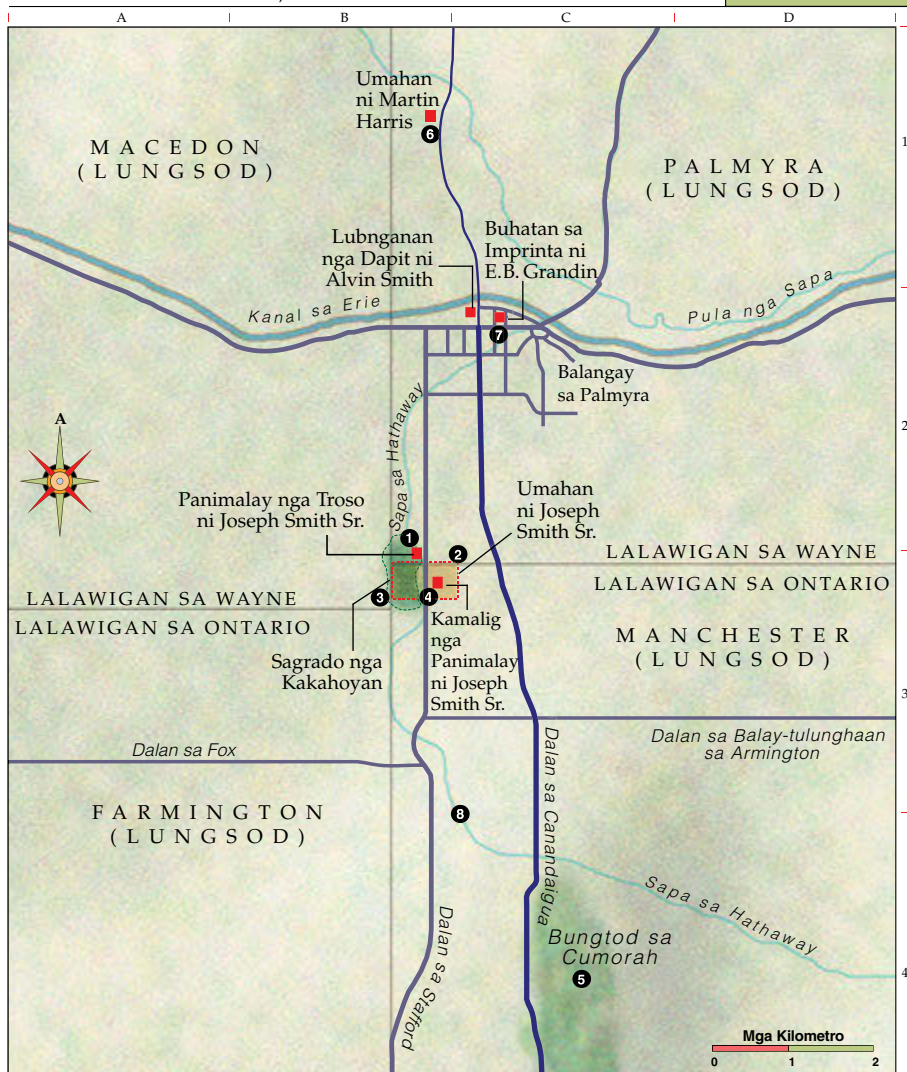 A
B
C
D
Umahan
ni Martin
Harris
6
1
MACEDON
(LUNGSOD)
PALMYRA
(LUNGSOD)
Lubnganan
nga Dapit ni
Alvin Smith
Buhatan sa
Imprinta ni
E.B. Grandin
Kanal sa Erie
Pula nga Sapa
7
Balangay
sa Palmyra
2
A
Sapa sa Hathaway
Panimalay nga Troso
ni Joseph Smith Sr.
Umahan
ni Joseph
Smith Sr.
1
2
LALAWIGAN SA WAYNE
LALAWIGAN SA ONTARIO
LALAWIGAN SA WAYNE
LALAWIGAN SA ONTARIO
3
4
Kamalig
nga
Panimalay
ni Joseph
Smith Sr.
Sagrado nga
Kakahoyan
MANCHESTER
(LUNGSOD)
3
Dalan sa Fox
Dalan sa Balay-tulunghaan
sa Armington
Dalan sa Canandaigua
FARMINGTON
(LUNGSOD)
8
Sapa sa Hathaway
Dalan sa Stafford
Bungtod sa
Cumorah
5
4
Mga Kilometro
0 1 2